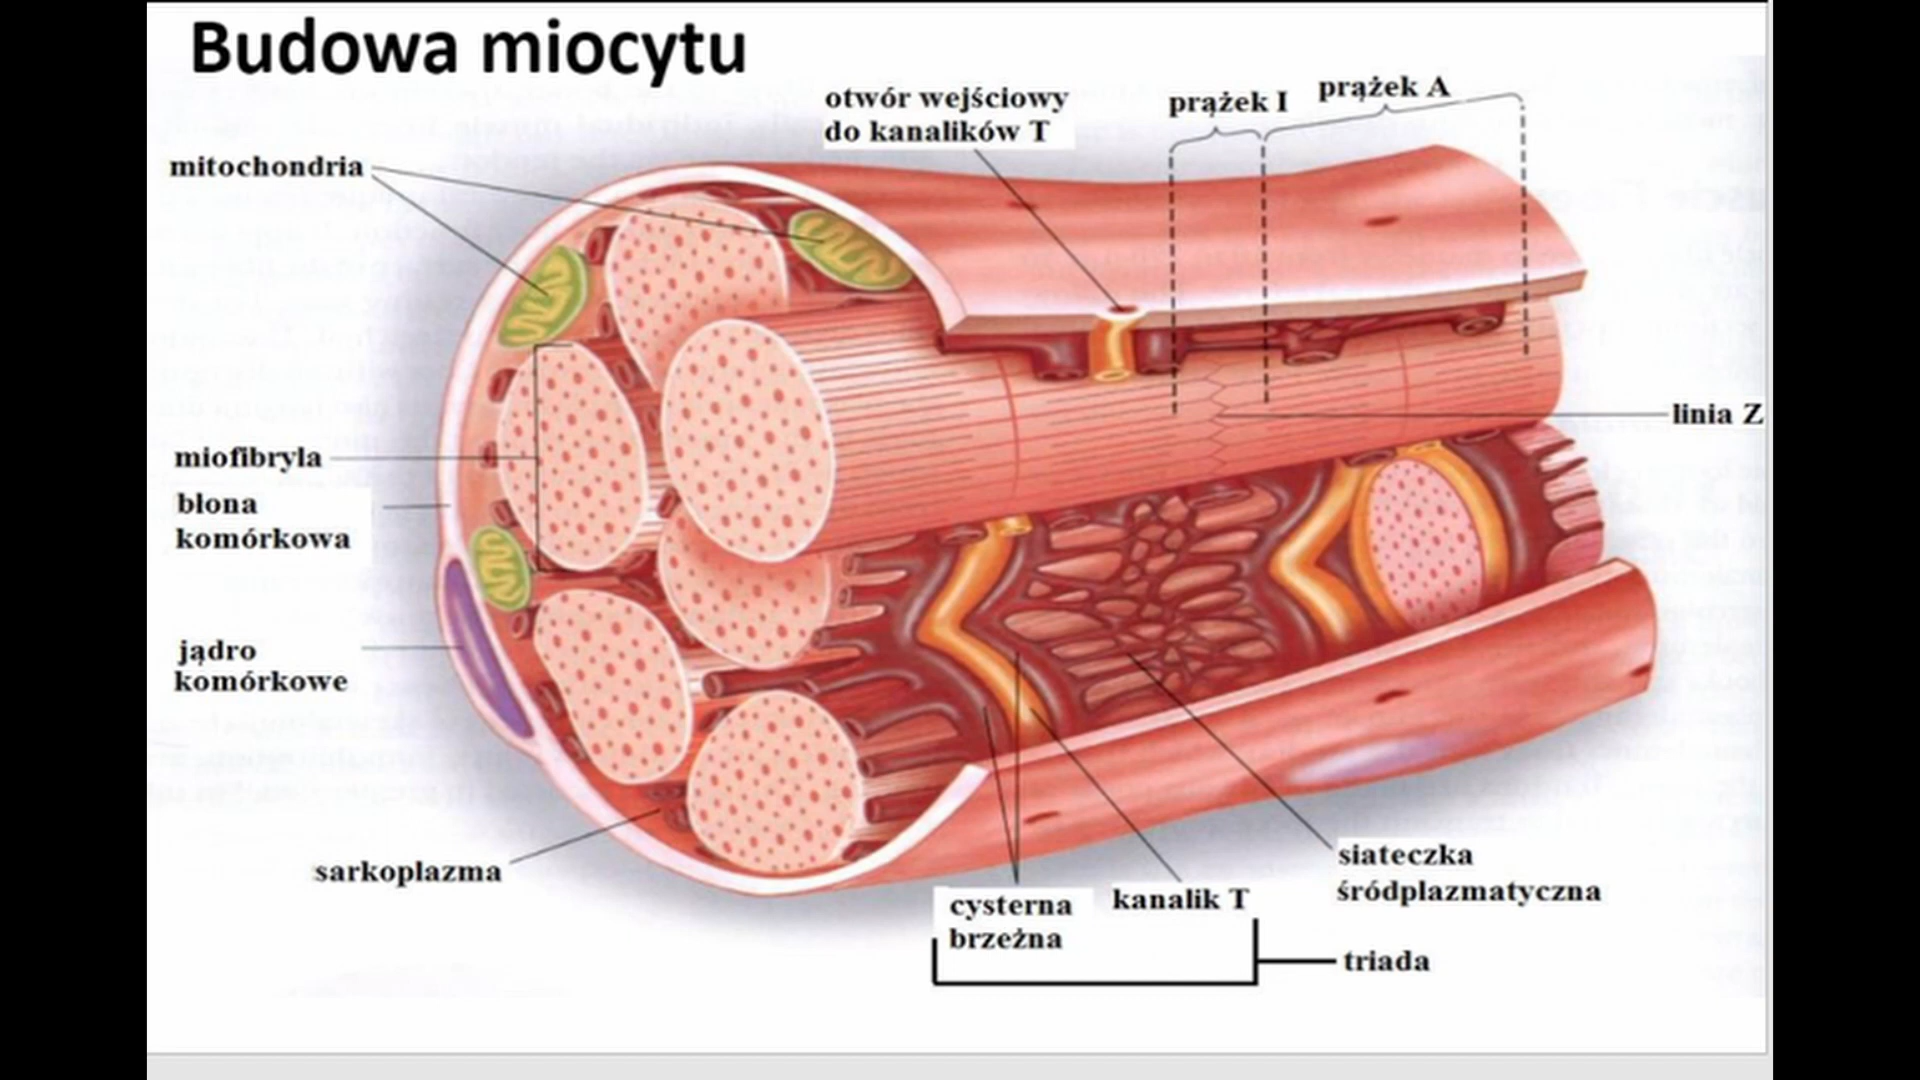 Budowa miocytu
otwór wejściowy
do kanalików T
prążek I
prążek A
mitochondria
linia Z
miofibryla
błona
komórkowa
jądro
komórkowe
sarkoplazma
cysterna
brzeżna
kanalik T
siateczka
śródplazmatyczna
triada